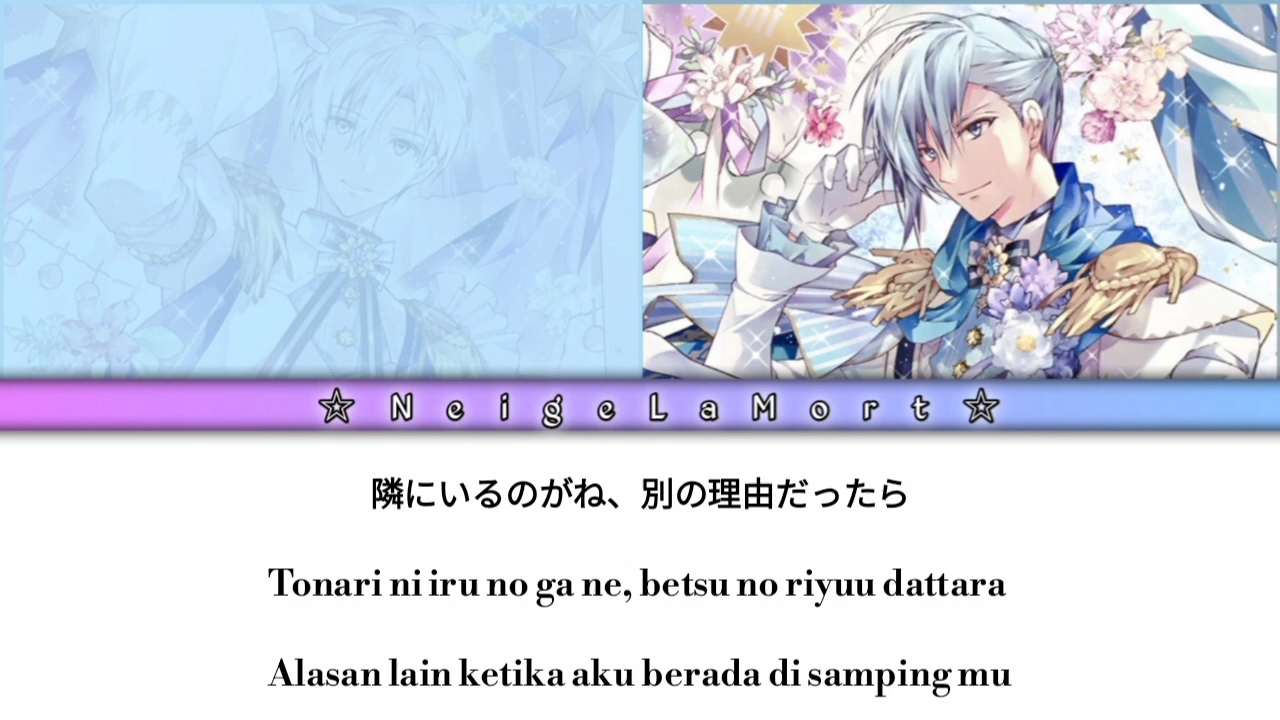 ☆ NeigeLaMort ☆
隣にいるのがね、別の理由だったら
Tonari ni iru no ga ne, betsu no riyuu dattara
Alasan lain ketika aku berada di samping mu